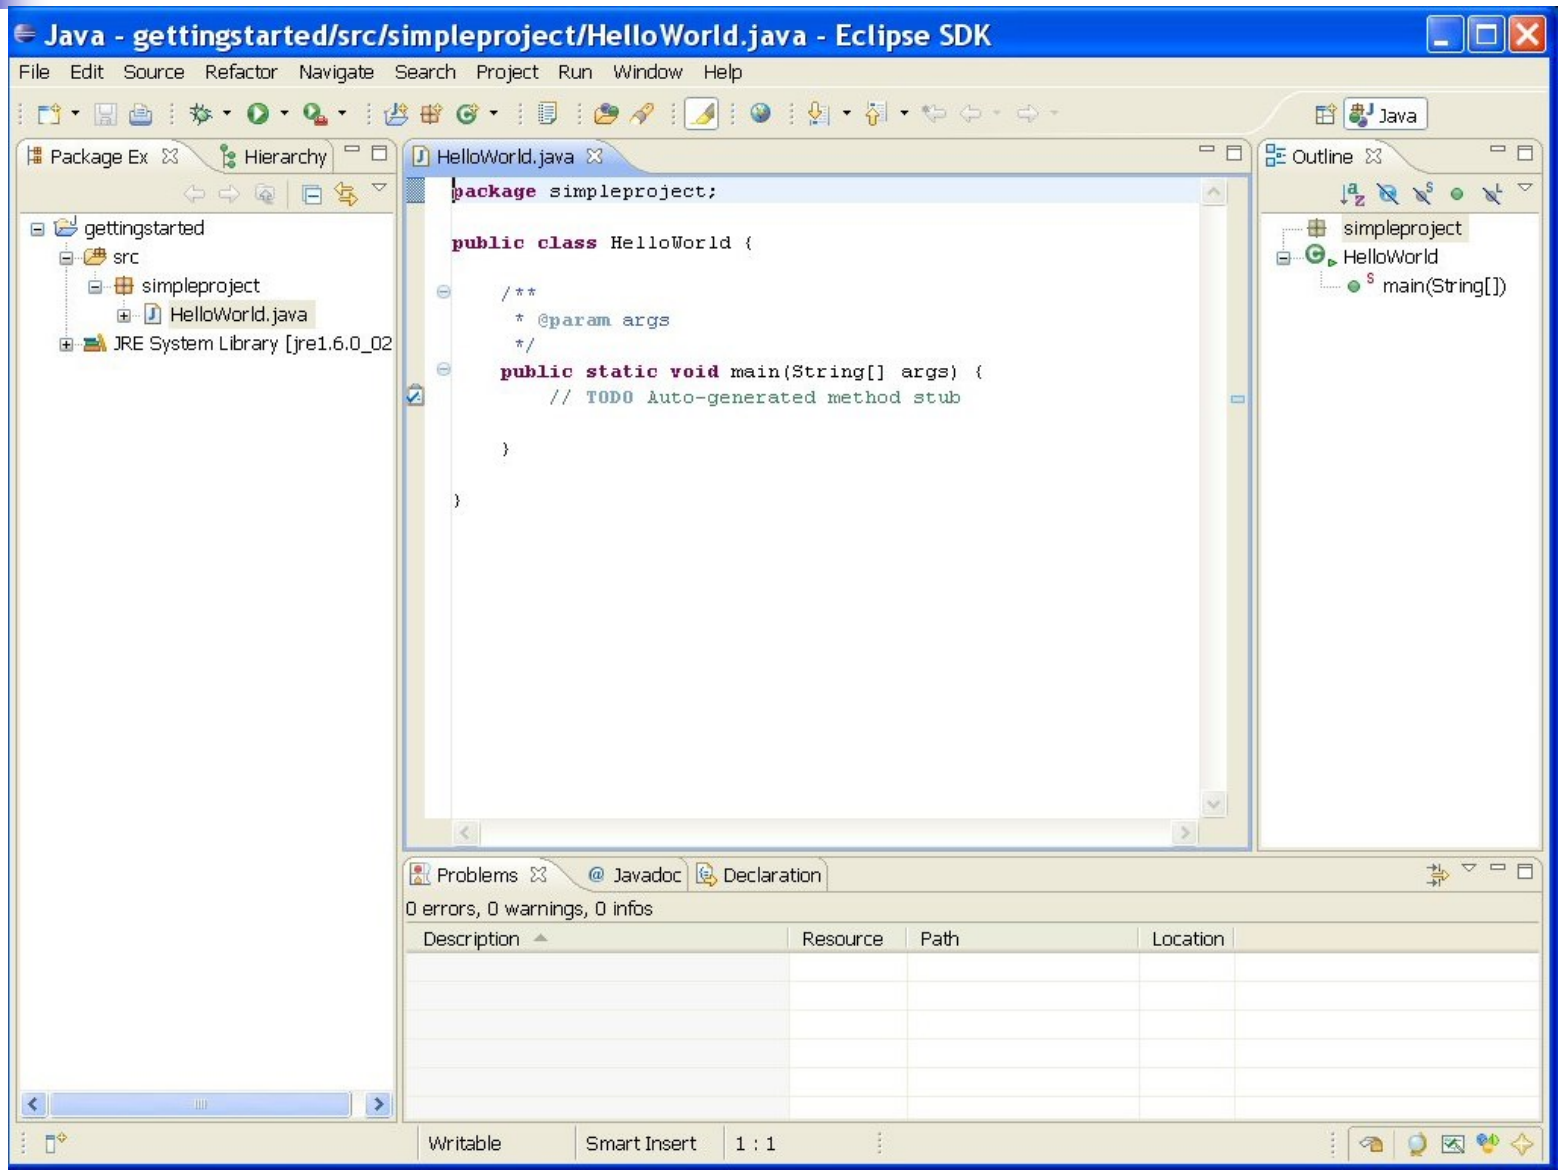 Java - gettingstarted/src/simpleproject/HelloWorld.java - Eclipse SDK
File Edit Source Refactor Navigate Search Project Run Window Help
Java
Package Ex Hierarchy
gettingstarted
src
simpleproject
HelloWorld.java
JRE System Library [jre1.6.0_02
HelloWorld.java
package simpleproject;
public class HelloWorld {
/**
* @param args
*/
public static void main(String[] args) {
// TODO Auto-generated method stub
}
}
Outline
simpleproject
HelloWorld
main(String[])
Problems @ Javadoc Declaration
0 errors, 0 warnings, 0 infos
Description Resource Path Location
Writable Smart Insert 1 : 1